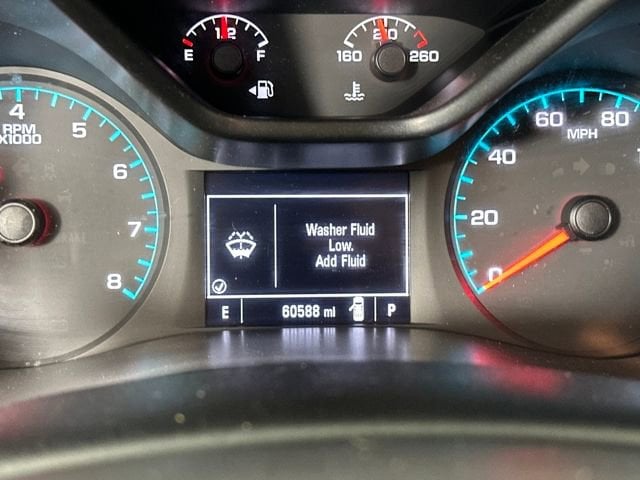 E 1/2 F
160 210 260
4
RPM
X1000
5
6
7
8
Washer Fluid
Low.
Add Fluid
E 60588 mi P
0
20
40
60
80
MPH